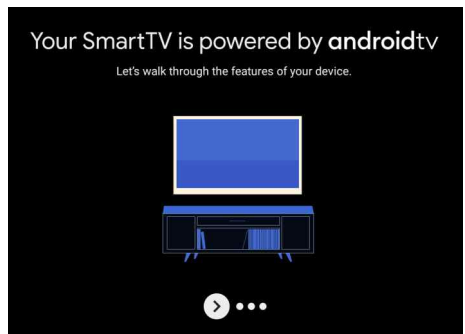 Your SmartTV is powered by androidtv
Let's walk through the features of your device.